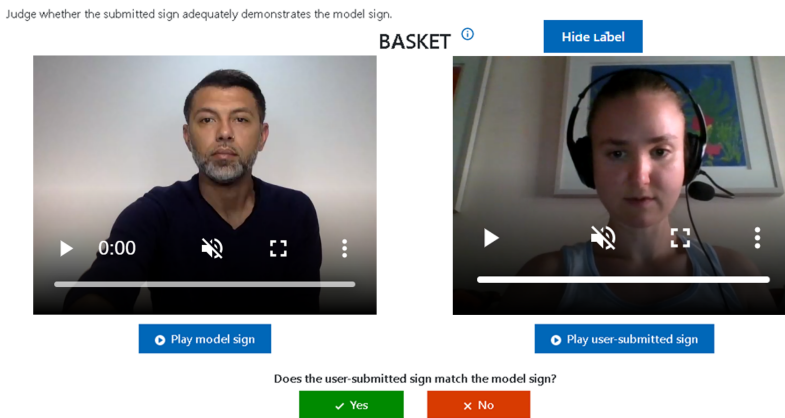 Judge whether the submitted sign adequately demonstrates the model sign.
BASKET
Hide Label
0:00
Play model sign
Play user-submitted sign
Does the user-submitted sign match the model sign?
Yes
No